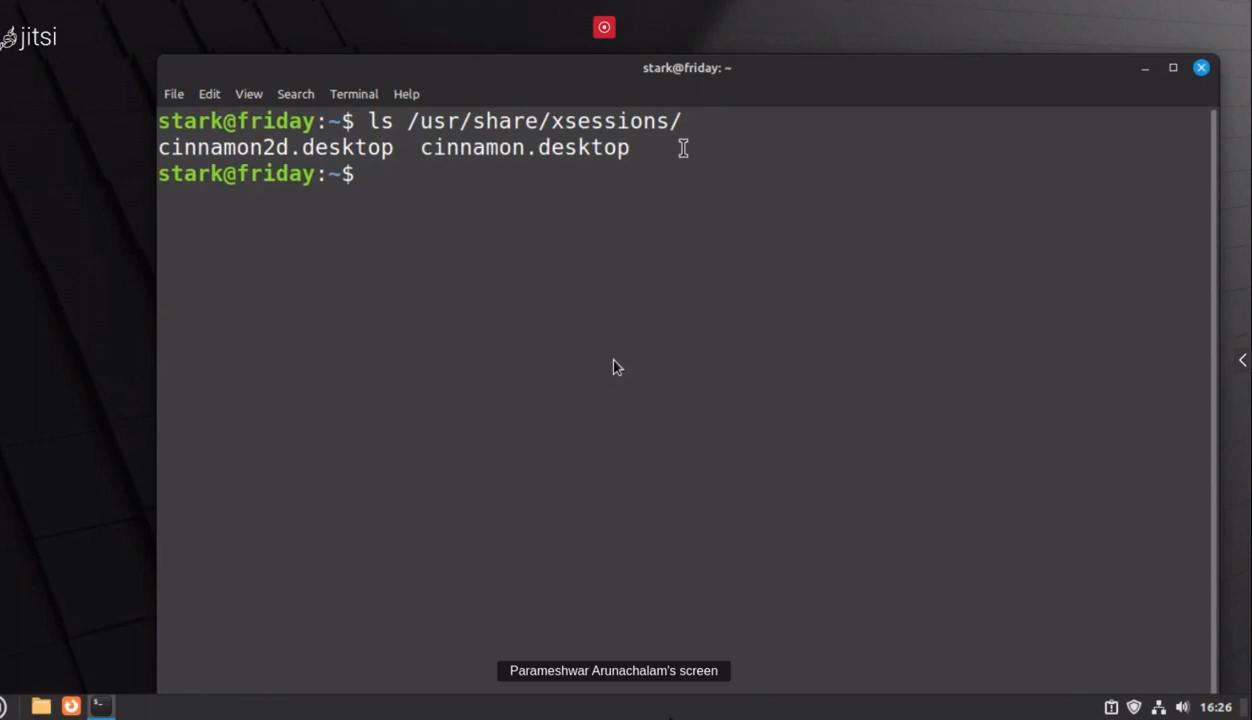 jitsi
stark@friday: ~
File Edit View Search Terminal Help
stark@friday:~$ ls /usr/share/xsessions/
cinnamon2d.desktop cinnamon.desktop
stark@friday:~$
Parameshwar Arunachalam's screen
16:26